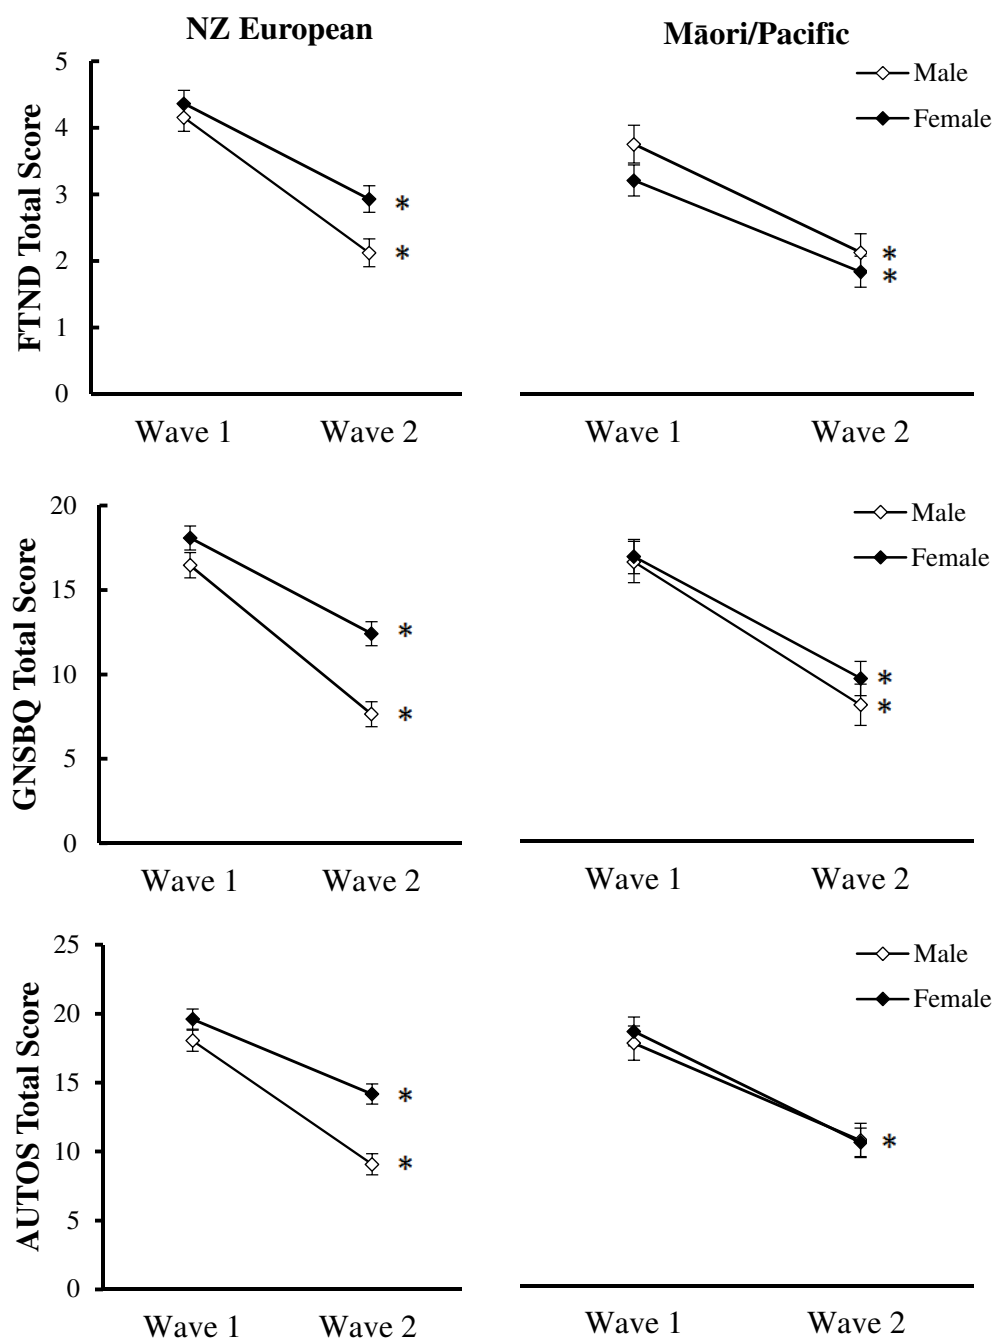 NZ European
Māori/Pacific
FTND Total Score
5
4
3
2
1
0
*
*
Wave 1
Wave 2
Male
Female
*
*
Wave 1
Wave 2
GNSBQ Total Score
20
15
10
5
0
*
*
Wave 1
Wave 2
Male
Female
*
*
Wave 1
Wave 2
AUTOS Total Score
25
20
15
10
5
0
*
*
Wave 1
Wave 2
Male
Female
*
Wave 1
Wave 2